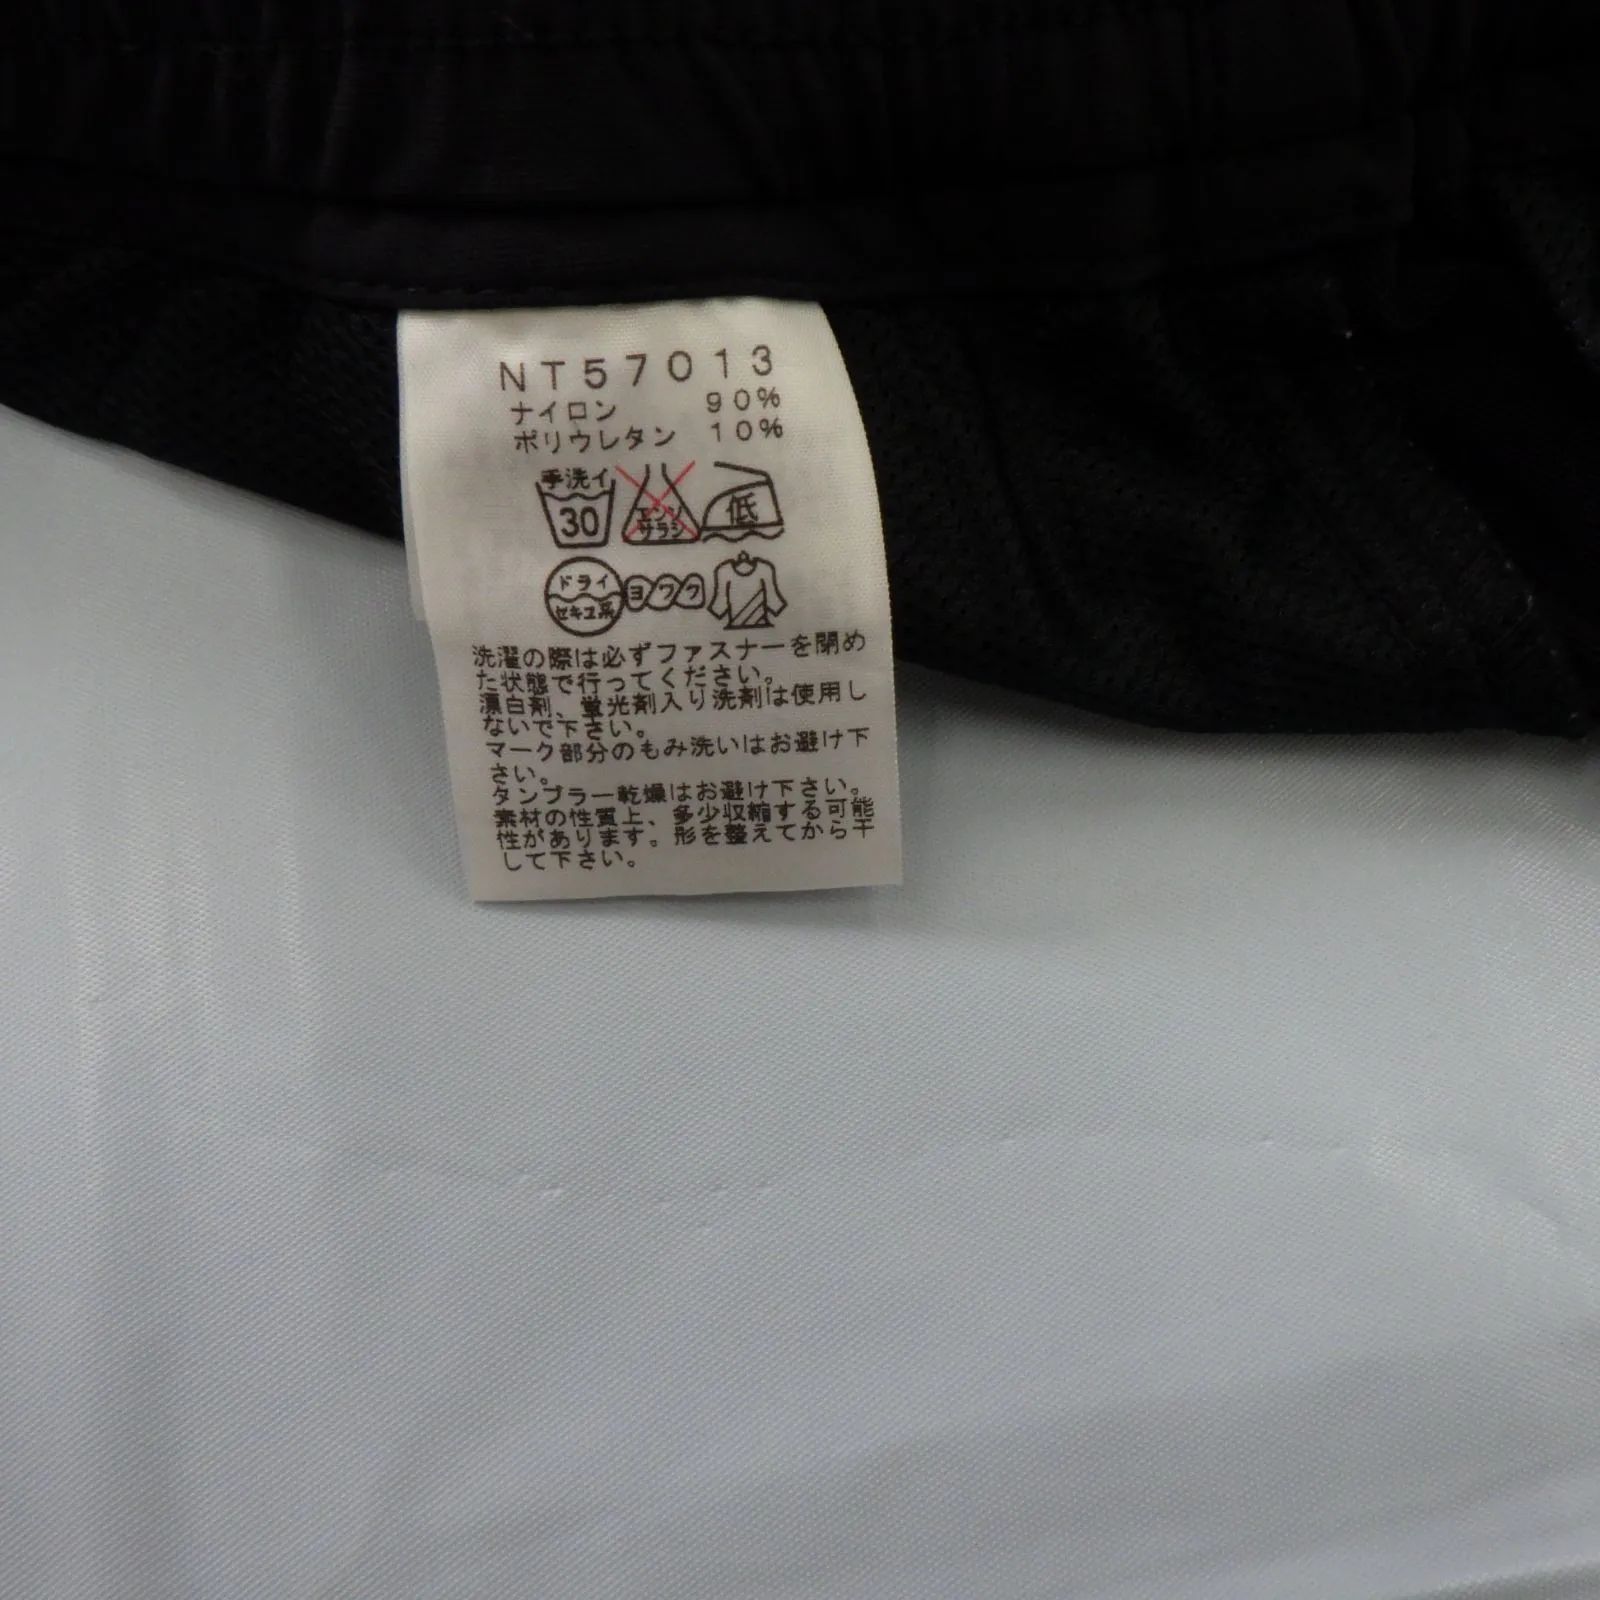 NT57013
ナイロン 90%
ポリウレタン 10%
手洗イ
30
エンソ
サラシ
低
ドライ
セキユ系
ヨワク
洗濯の際は必ずファスナーを閉め
た状態で行ってください。
漂白剤、蛍光剤入り洗剤は使用し
ないで下さい。
マーク部分のもみ洗いはお避け下
さい。
タンブラー乾燥はお避け下さい。
素材の性質上、多少収縮する可能
性があります。形を整えてから干
して下さい。